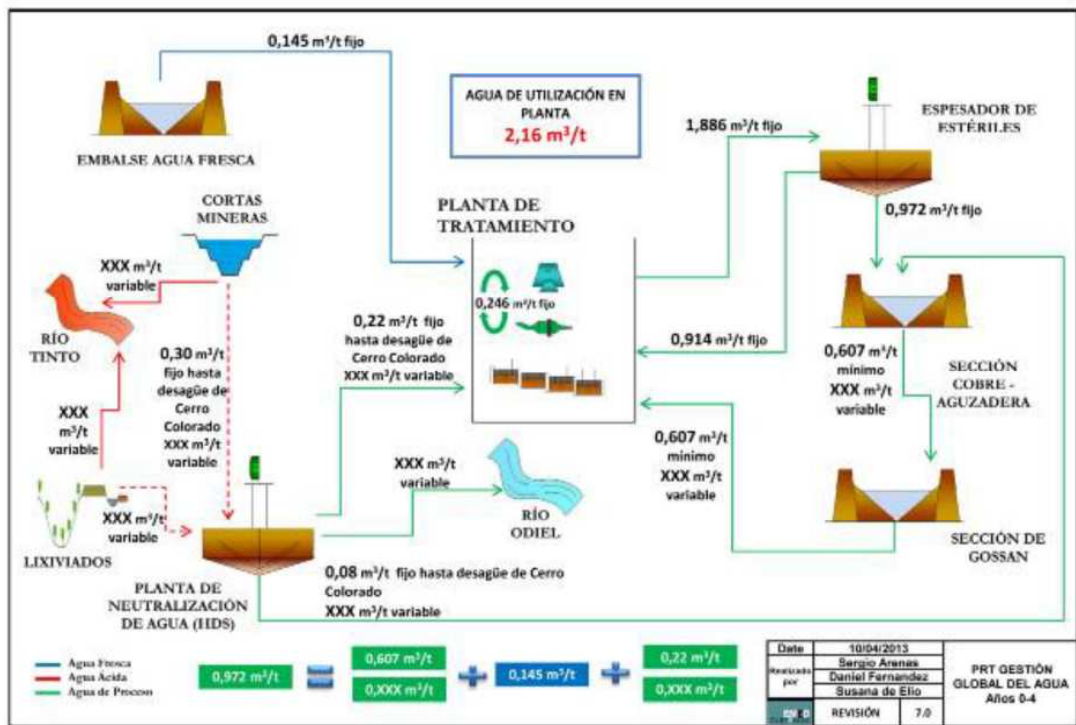 0,145 m³/t fijo
AGUA DE UTILIZACIÓN EN
PLANTA
2,16 m³/t
EMBALSE AGUA FRESCA
ESPESADOR DE
ESTÉRILES
1,886 m³/t fijo
0,972 m³/t fijo
CORTAS
MINERAS
XXX m³/t
variable
RÍO
TINTO
PLANTA DE
TRATAMIENTO
0,246 m³/t fijo
0,22 m³/t fijo
hasta desagüe de
Cerro Colorado
XXX m³/t variable
0,914 m³/t fijo
0,30 m³/t
fijo hasta
desagüe de
Cerro
Colorado
XXX m³/t
variable
XXX
m³/t
variable
0,607 m³/t
mínimo
XXX m³/t
variable
SECCIÓN
COBRE -
AGUZADERA
0,607 m³/t
mínimo
XXX m³/t
variable
XXX m³/t
variable
RÍO
ODIEL
SECCIÓN DE
GOSSAN
XXX m³/t
variable
LIXIVIADOS
PLANTA DE
NEUTRALIZACIÓN
DE AGUA (HDS)
0,08 m³/t fijo hasta desagüe de Cerro
Colorado
XXX m³/t variable
Agua Fresca
Agua Ácida
Agua de Proceso
0,972 m³/t
=
0,607 m³/t
0,XXX m³/t
+
0,145 m³/t
+
0,22 m³/t
0,XXX m³/t
Date 10/04/2013
Realizado por
Sergio Arenas
Daniel Fernandez
Susana de Elio
REVISIÓN 7.0
PRT GESTIÓN
GLOBAL DEL AGUA
Años 0-4